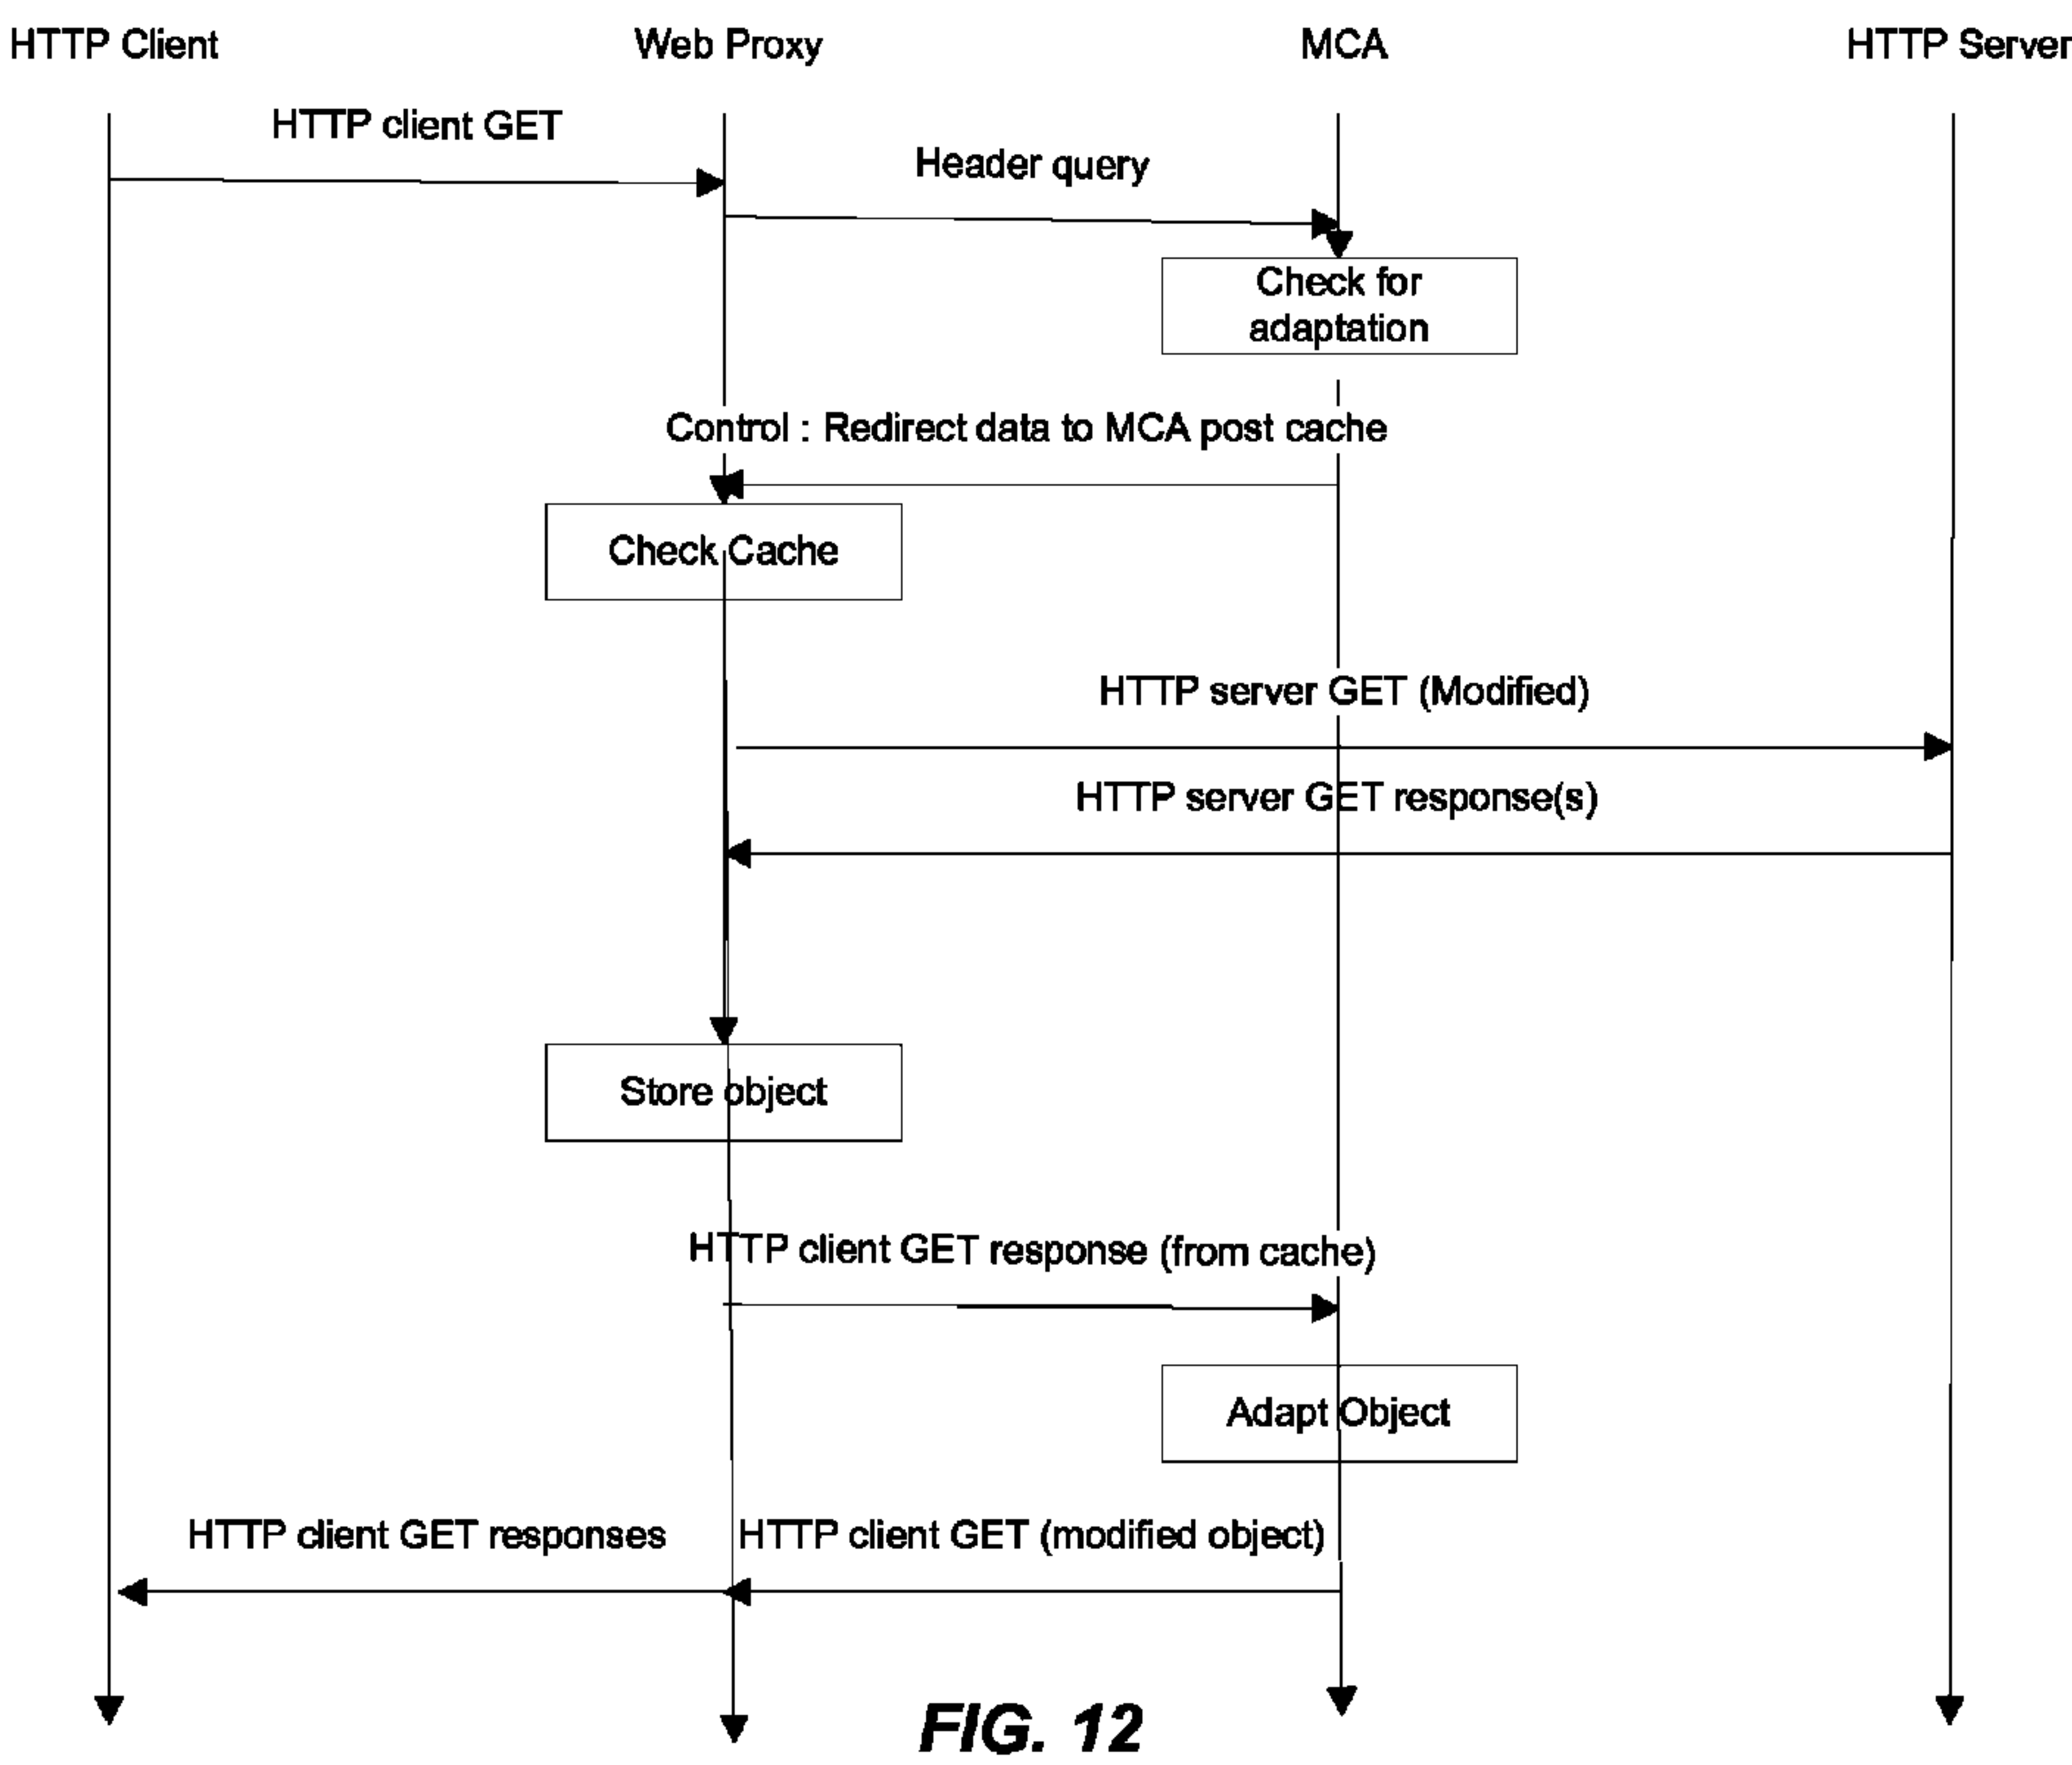 HTTP Client
Web Proxy
MCA
HTTP Server
HTTP client GET
Header query
Check for
adaptation
Control : Redirect data to MCA post cache
Check Cache
HTTP server GET (Modified)
HTTP server GET response(s)
Store object
HTTP client GET response (from cache)
Adapt Object
HTTP client GET responses
HTTP client GET (modified object)
FIG. 12